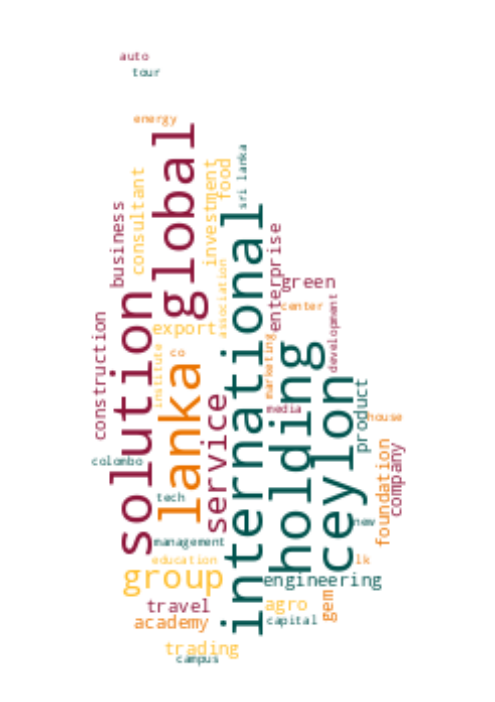 auto
tour
energy
global
sri lanka
food
investment
consultant
business
international
enterprise
green
association
center
development
solution
construction
export
institute
co
lanka
marketing
holding
media
ceylon
product
house
service
colombo
foundation
company
tech
new
management
education
lk
group
engineering
travel
agro
gem
academy
capital
trading
campus